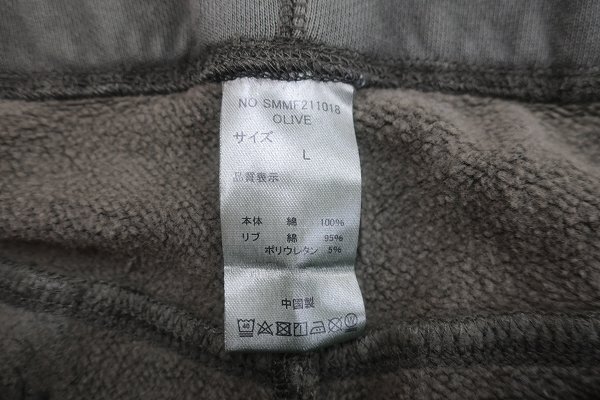 NO SMMF211018
OLIVE
サイズ
L
品質表示
本体 綿 100%
リブ 綿 95%
ポリウレタン 5%
中国製